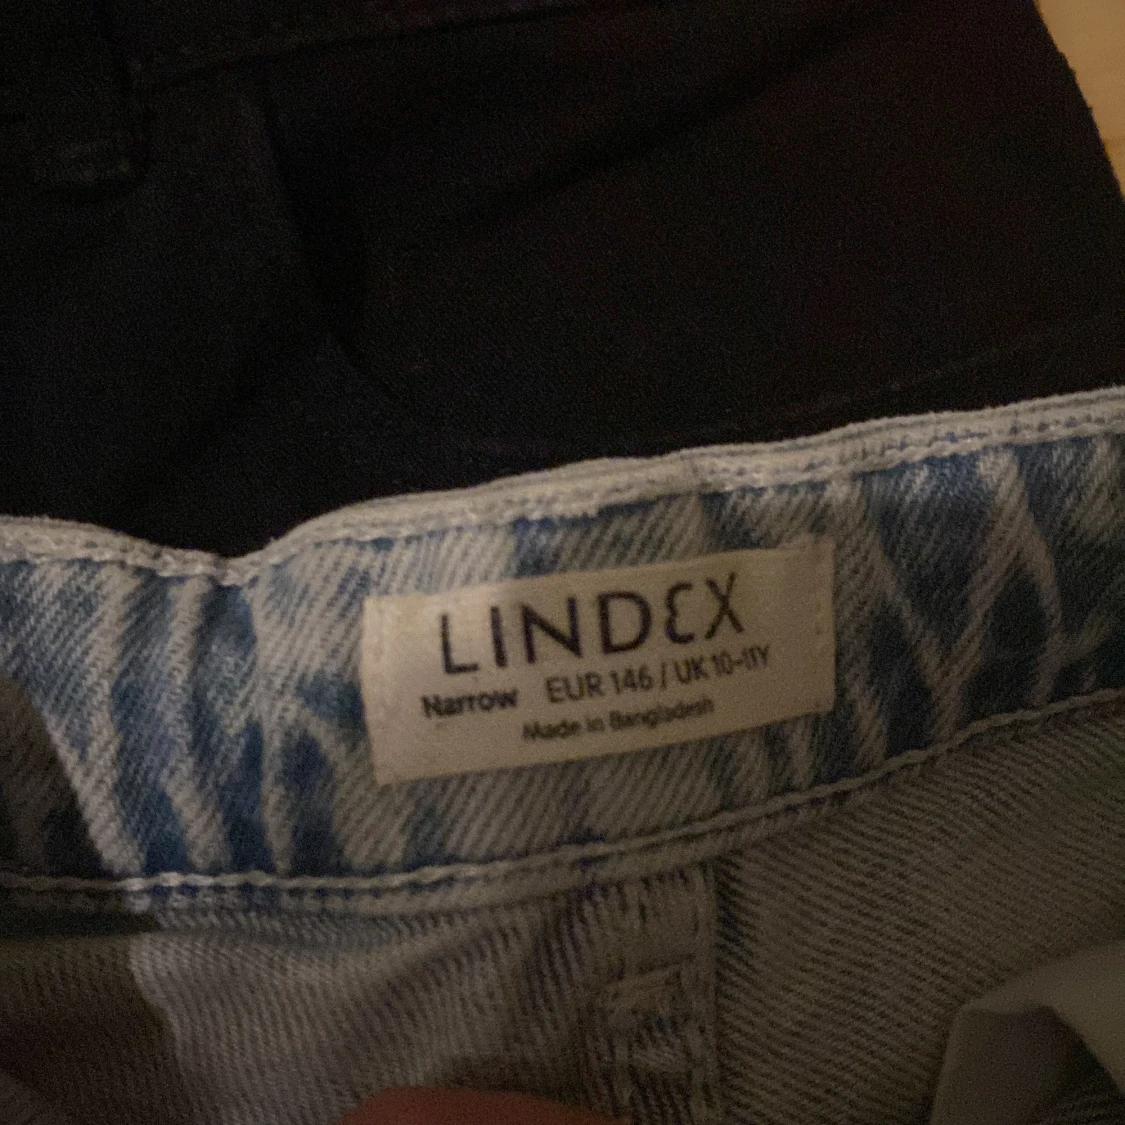 LINDEX
Narrow EUR 146 / UK 10-11Y
Made in Bangladesh